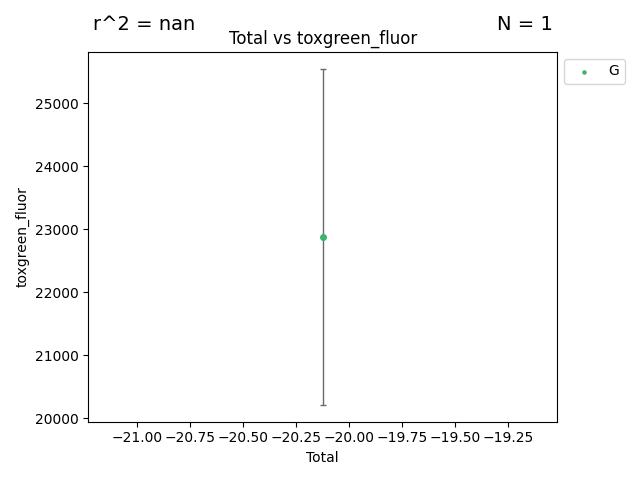 r^2 = nan
N = 1
Total vs toxgreen_fluor
G
25000
24000
23000
22000
21000
20000
toxgreen_fluor
−21.00 −20.75 −20.50 −20.25 −20.00 −19.75 −19.50 −19.25
Total